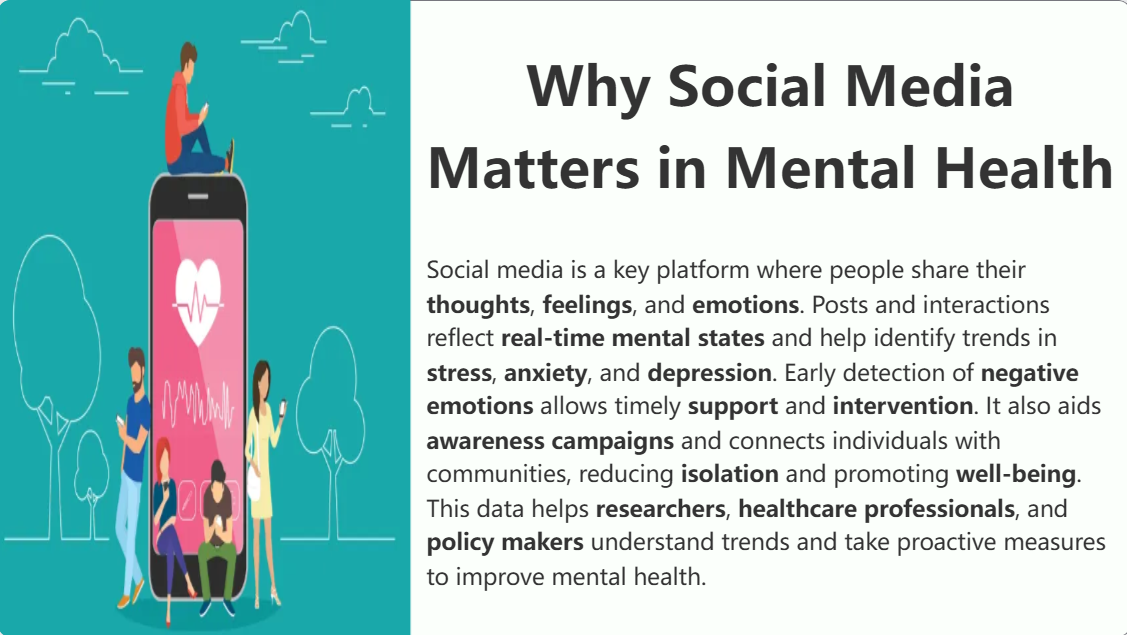 Why Social Media
Matters in Mental Health
Social media is a key platform where people share their
thoughts, feelings, and emotions. Posts and interactions
reflect real-time mental states and help identify trends in
stress, anxiety, and depression. Early detection of negative
emotions allows timely support and intervention. It also aids
awareness campaigns and connects individuals with
communities, reducing isolation and promoting well-being.
This data helps researchers, healthcare professionals, and
policy makers understand trends and take proactive measures
to improve mental health.